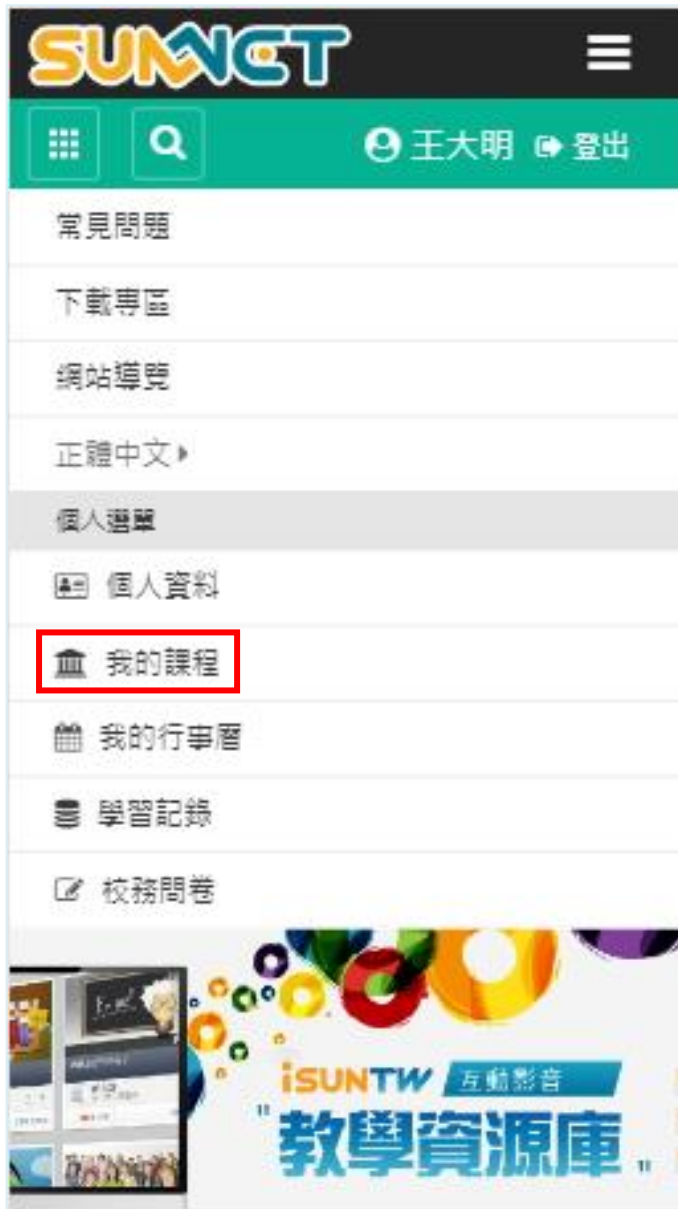 SUNNET
王大明 登出
常見問題
下載專區
網站導覽
正體中文
個人選單
個人資料
我的課程
我的行事曆
學習記錄
校務問卷
iSUNTW 互動影音
"教學資源庫"